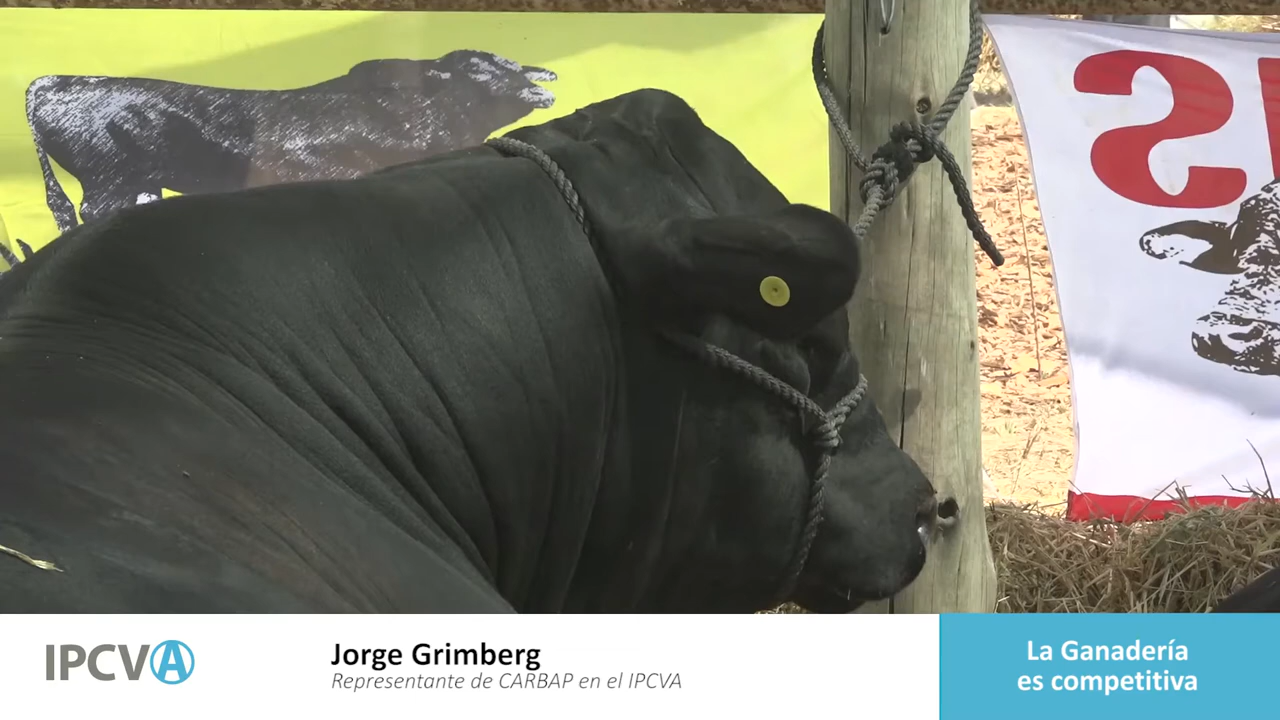 S
IPCVA
Jorge Grimberg
Representante de CARBAP en el IPCVA
La Ganadería
es competitiva